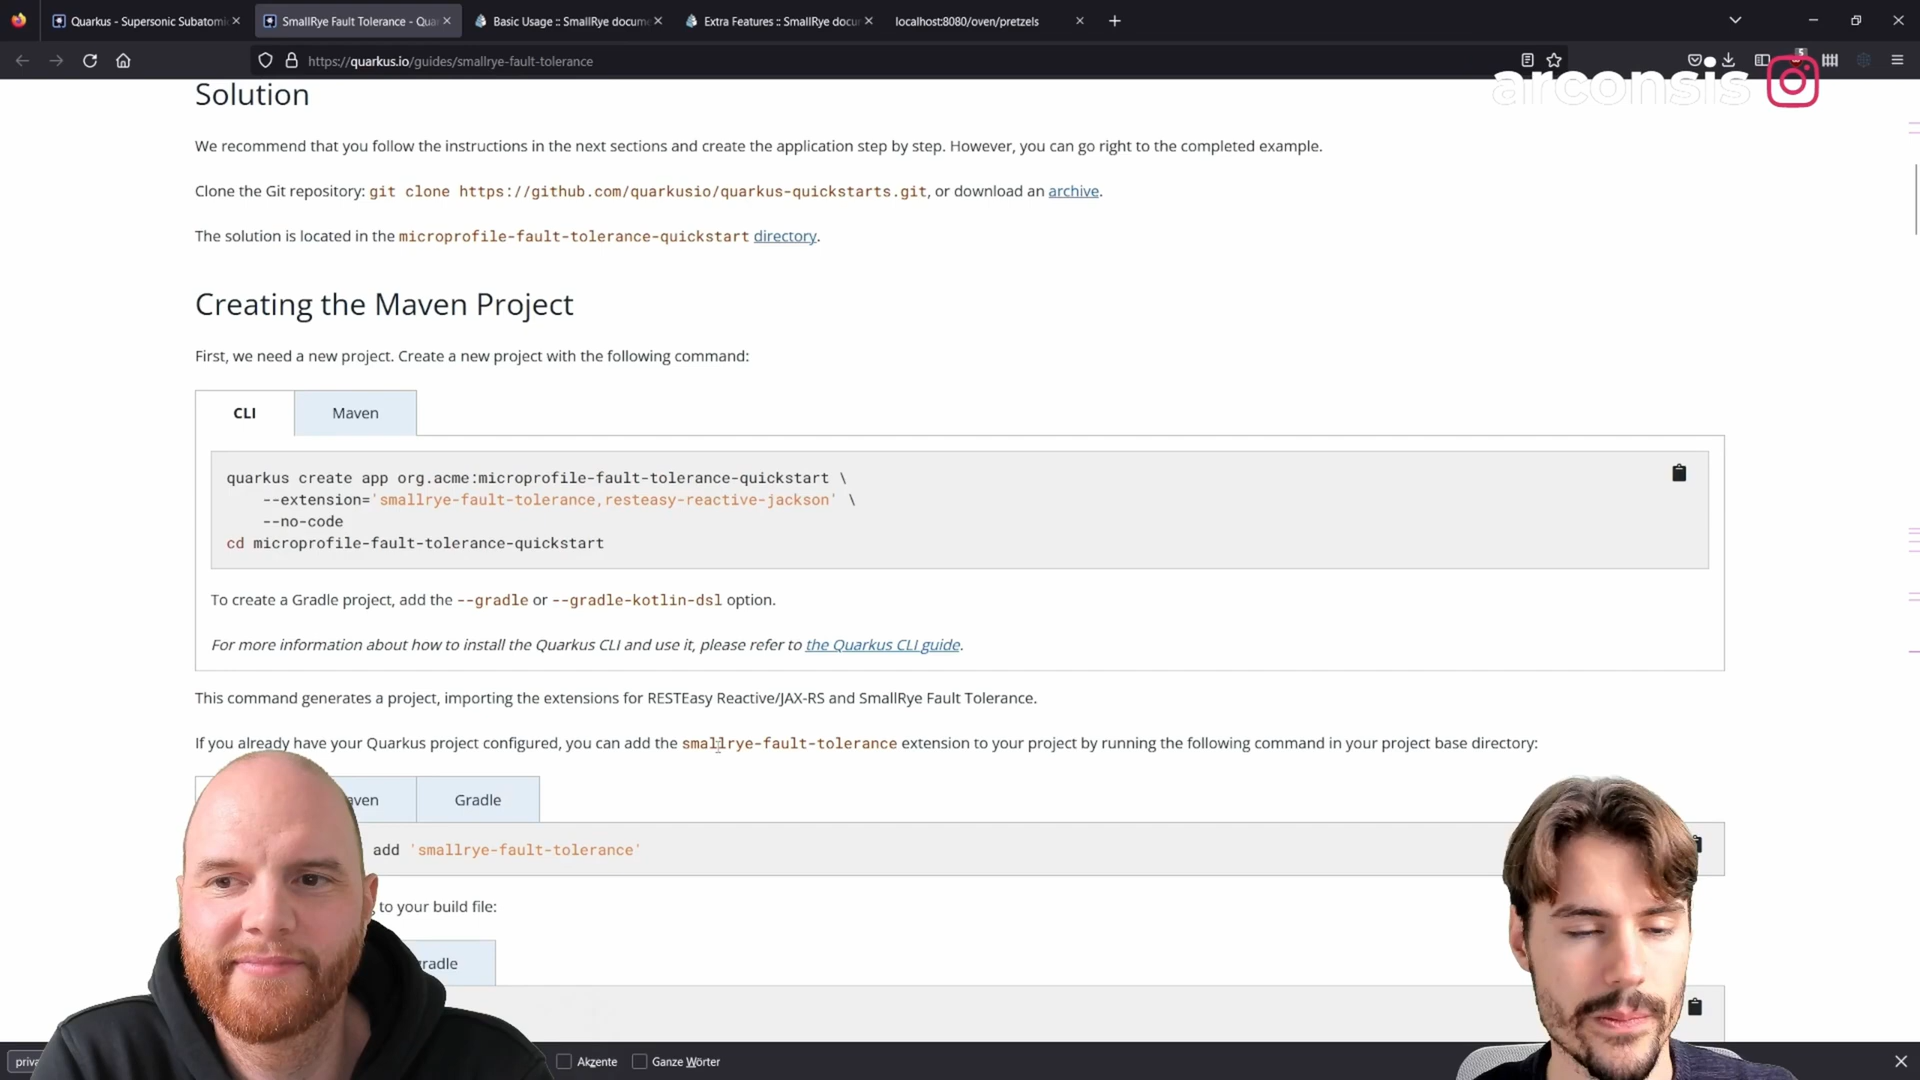 Quarkus - Supersonic Subatomi
SmallRye Fault Tolerance - Qua
Basic Usage :: SmallRye docume
Extra Features :: SmallRye docu
localhost:8080/oven/pretzels
https://quarkus.io/guides/smallrye-fault-tolerance
5
arconsis
Solution
We recommend that you follow the instructions in the next sections and create the application step by step. However, you can go right to the completed example.
Clone the Git repository: git clone https://github.com/quarkusio/quarkus-quickstarts.git, or download an archive.
The solution is located in the microprofile-fault-tolerance-quickstart directory.
Creating the Maven Project
First, we need a new project. Create a new project with the following command:
CLI Maven
quarkus create app org.acme:microprofile-fault-tolerance-quickstart \
--extension='smallrye-fault-tolerance,resteasy-reactive-jackson' \
--no-code
cd microprofile-fault-tolerance-quickstart
To create a Gradle project, add the --gradle or --gradle-kotlin-dsl option.
For more information about how to install the Quarkus CLI and use it, please refer to the Quarkus CLI guide.
This command generates a project, importing the extensions for RESTEasy Reactive/JAX-RS and SmallRye Fault Tolerance.
If you already have your Quarkus project configured, you can add the smallrye-fault-tolerance extension to your project by running the following command in your project base directory:
aven Gradle
add 'smallrye-fault-tolerance'
to your build file:
radle
priva
Akzente Ganze Wörter